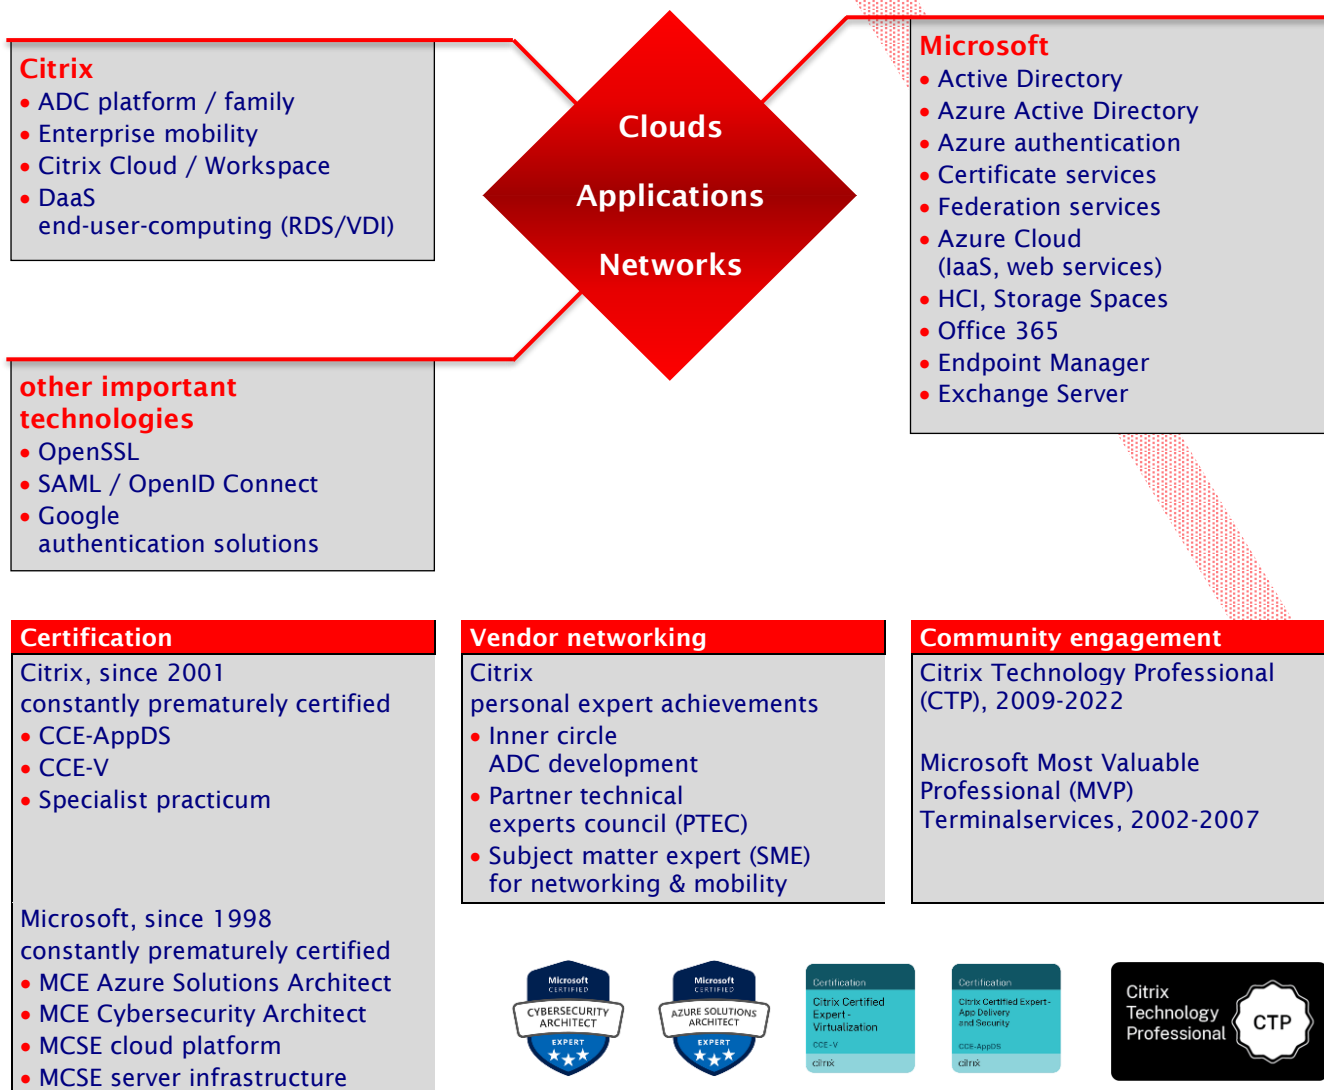 Citrix
• ADC platform / family
• Enterprise mobility
• Citrix Cloud / Workspace
• DaaS
end-user-computing (RDS/VDI)
Clouds
Applications
Networks
Microsoft
• Active Directory
• Azure Active Directory
• Azure authentication
• Certificate services
• Federation services
• Azure Cloud
(IaaS, web services)
• HCI, Storage Spaces
• Office 365
• Endpoint Manager
• Exchange Server
other important
technologies
• OpenSSL
• SAML / OpenID Connect
• Google
authentication solutions
Certification
Citrix, since 2001
constantly prematurely certified
• CCE-AppDS
• CCE-V
• Specialist practicum
Microsoft, since 1998
constantly prematurely certified
• MCE Azure Solutions Architect
• MCE Cybersecurity Architect
• MCSE cloud platform
• MCSE server infrastructure
Vendor networking
Citrix
personal expert achievements
• Inner circle
ADC development
• Partner technical
experts council (PTEC)
• Subject matter expert (SME)
for networking & mobility
Community engagement
Citrix Technology Professional
(CTP), 2009-2022
Microsoft Most Valuable
Professional (MVP)
Terminalservices, 2002-2007
Microsoft
CERTIFIED
CYBERSECURITY
ARCHITECT
EXPERT
Microsoft
CERTIFIED
AZURE SOLUTIONS
ARCHITECT
EXPERT
Certification
Citrix Certified
Expert -
Virtualization
CCE-V
citrix
Certification
Citrix Certified Expert-
App Delivery
and Security
CCE-AppDS
citrix
Citrix
Technology
Professional
CTP